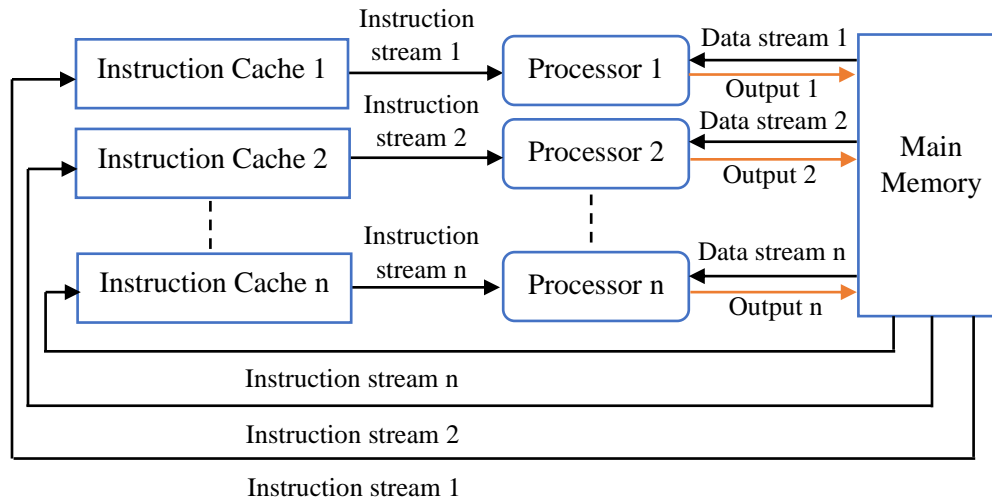 Instruction
stream 1
Instruction Cache 1
Processor 1
Data stream 1
Output 1
Instruction
stream 2
Instruction Cache 2
Processor 2
Data stream 2
Output 2
Main
Memory
Instruction
stream n
Instruction Cache n
Processor n
Data stream n
Output n
Instruction stream n
Instruction stream 2
Instruction stream 1